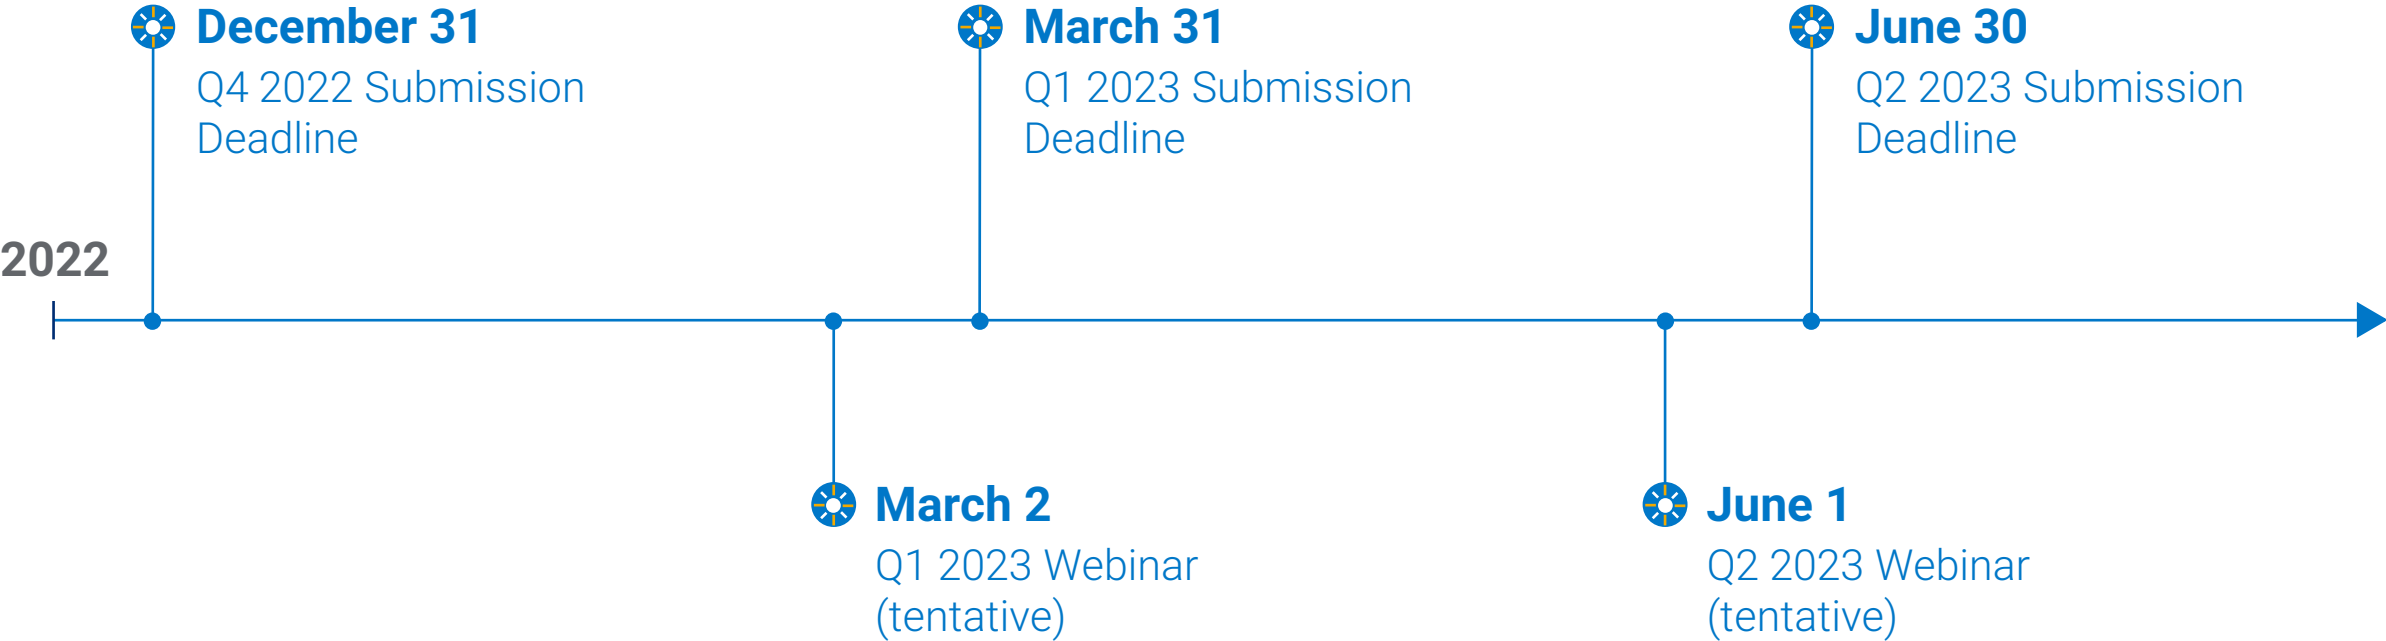 December 31
Q4 2022 Submission
Deadline
March 31
Q1 2023 Submission
Deadline
June 30
Q2 2023 Submission
Deadline
2022
March 2
Q1 2023 Webinar
(tentative)
June 1
Q2 2023 Webinar
(tentative)